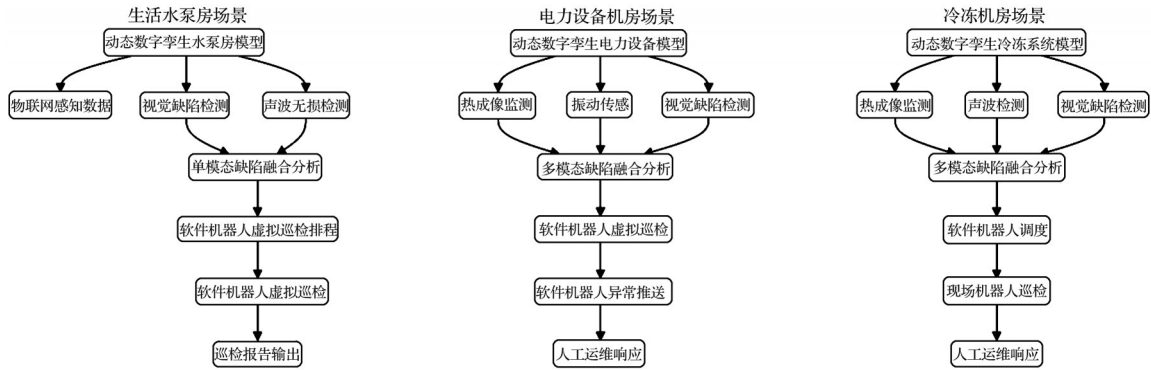 生活水泵房场景
动态数字孪生水泵房模型
物联网感知数据
视觉缺陷检测
声波无损检测
单模态缺陷融合分析
软件机器人虚拟巡检排程
软件机器人虚拟巡检
巡检报告输出
电力设备机房场景
动态数字孪生电力设备模型
热成像监测
振动传感
视觉缺陷检测
多模态缺陷融合分析
软件机器人虚拟巡检
软件机器人异常推送
人工运维响应
冷冻机房场景
动态数字孪生冷冻系统模型
热成像监测
声波检测
视觉缺陷检测
多模态缺陷融合分析
软件机器人调度
现场机器人巡检
人工运维响应